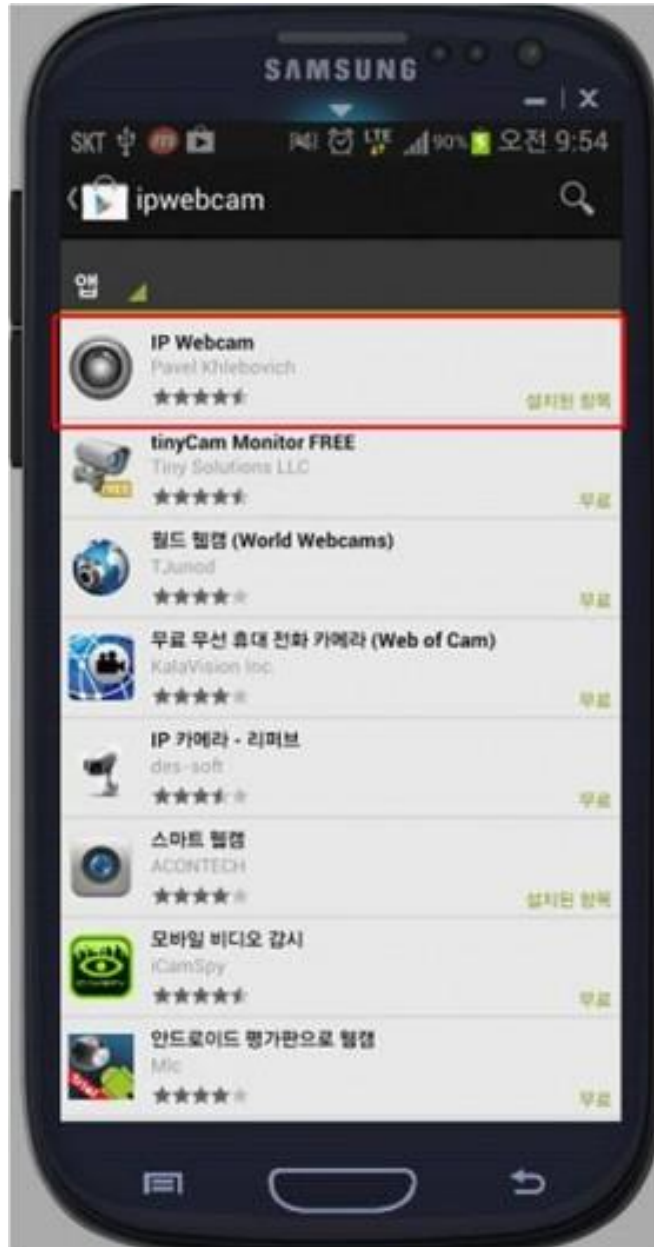 SAMSUNG
SKT LTE 90% 오전 9:54
ipwebcam
앱
IP Webcam
Pavel Khlebovich
설치된 항목
tinyCam Monitor FREE
Tiny Solutions LLC
무료
월드 웹캠 (World Webcams)
TJunod
무료
무료 무선 휴대 전화 카메라 (Web of Cam)
KalaVision Inc.
무료
IP 카메라 - 리퍼브
des-soft
무료
스마트 웹캠
ACONTECH
설치된 항목
모바일 비디오 감시
iCamSpy
무료
안드로이드 평가판으로 웹캠
Mic
무료